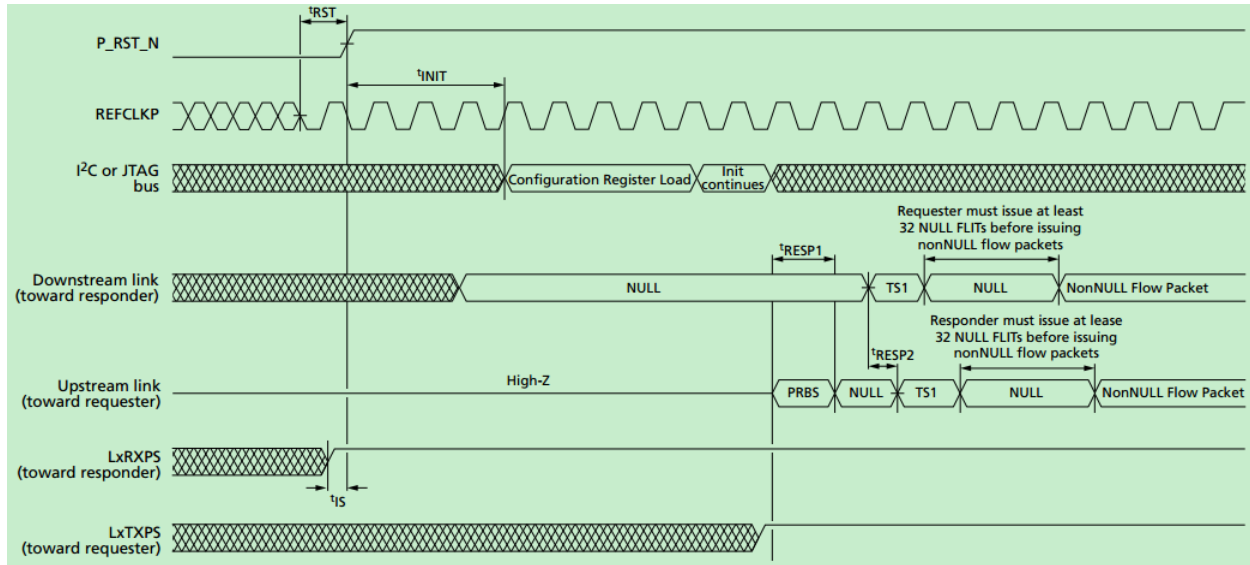 tRST
P_RST_N
tINIT
REFCLKP
I2C or JTAG
bus
Configuration Register Load
Init
continues
Requester must issue at least
32 NULL FLITs before issuing
nonNULL flow packets
tRESP1
Downstream link
(toward responder)
NULL
TS1
NULL
NonNULL Flow Packet
Responder must issue at lease
32 NULL FLITs before issuing
nonNULL flow packets
tRESP2
Upstream link
(toward requester)
High-Z
PRBS
NULL
TS1
NULL
NonNULL Flow Packet
LxRXPS
(toward responder)
tIS
LxTXPS
(toward requester)